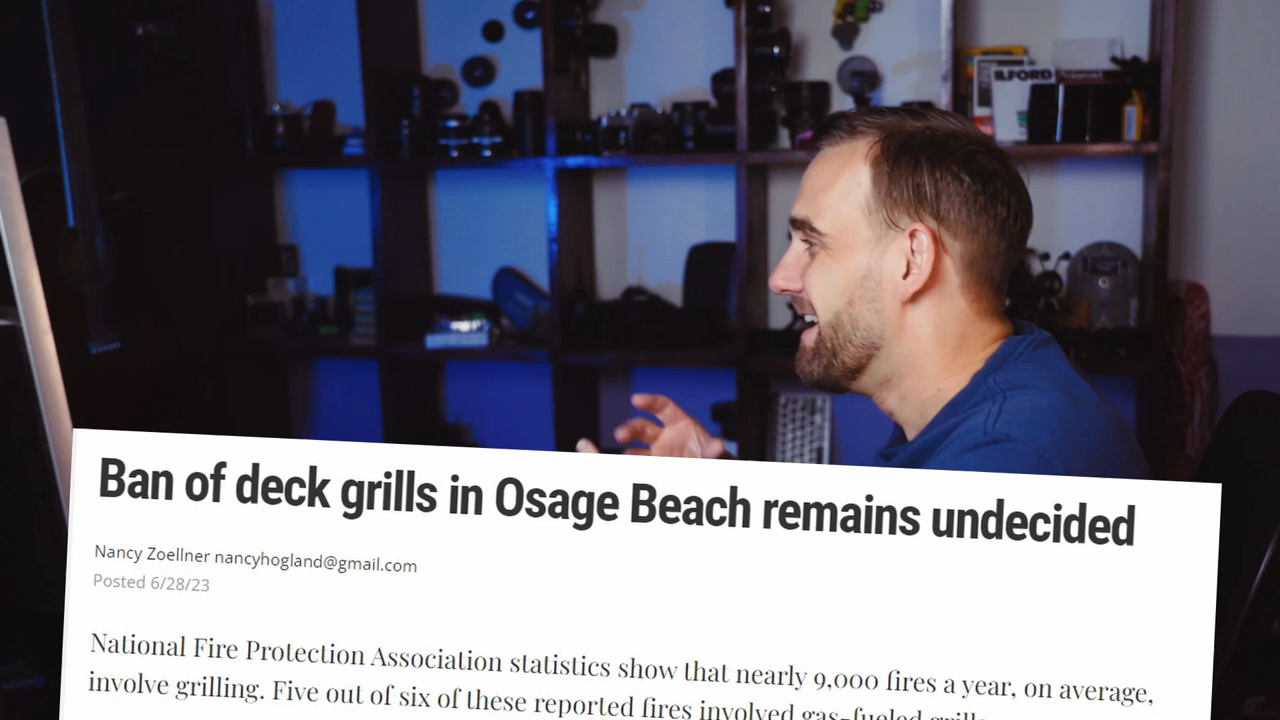 ILFORD
Polaroid
Ban of deck grills in Osage Beach remains undecided
Nancy Zoellner nancyhogland@gmail.com
Posted 6/28/23
National Fire Protection Association statistics show that nearly 9,000 fires a year, on average,
involve grilling. Five out of six of these reported fires involved gas-fueled grills